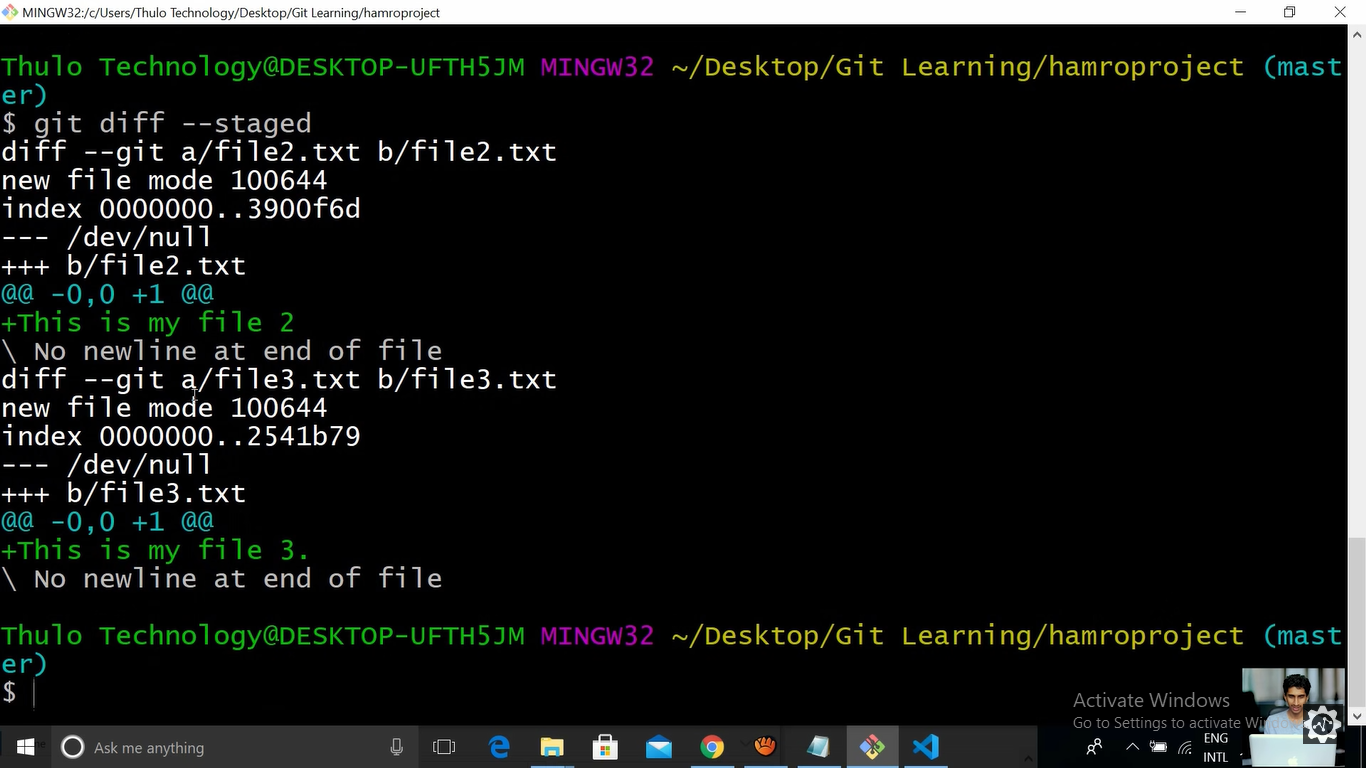 MINGW32:/c/Users/Thulo Technology/Desktop/Git Learning/hamroproject
Thulo Technology@DESKTOP-UFTH5JM MINGW32 ~/Desktop/Git Learning/hamroproject (mast
er)
$ git diff --staged
diff --git a/file2.txt b/file2.txt
new file mode 100644
index 0000000..3900f6d
--- /dev/null
+++ b/file2.txt
@@ -0,0 +1 @@
+This is my file 2
\ No newline at end of file
diff --git a/file3.txt b/file3.txt
new file mode 100644
index 0000000..2541b79
--- /dev/null
+++ b/file3.txt
@@ -0,0 +1 @@
+This is my file 3.
\ No newline at end of file
Thulo Technology@DESKTOP-UFTH5JM MINGW32 ~/Desktop/Git Learning/hamroproject (mast
er)
$
Activate Windows
Go to Settings to activate
Ask me anything
ENG
INTL